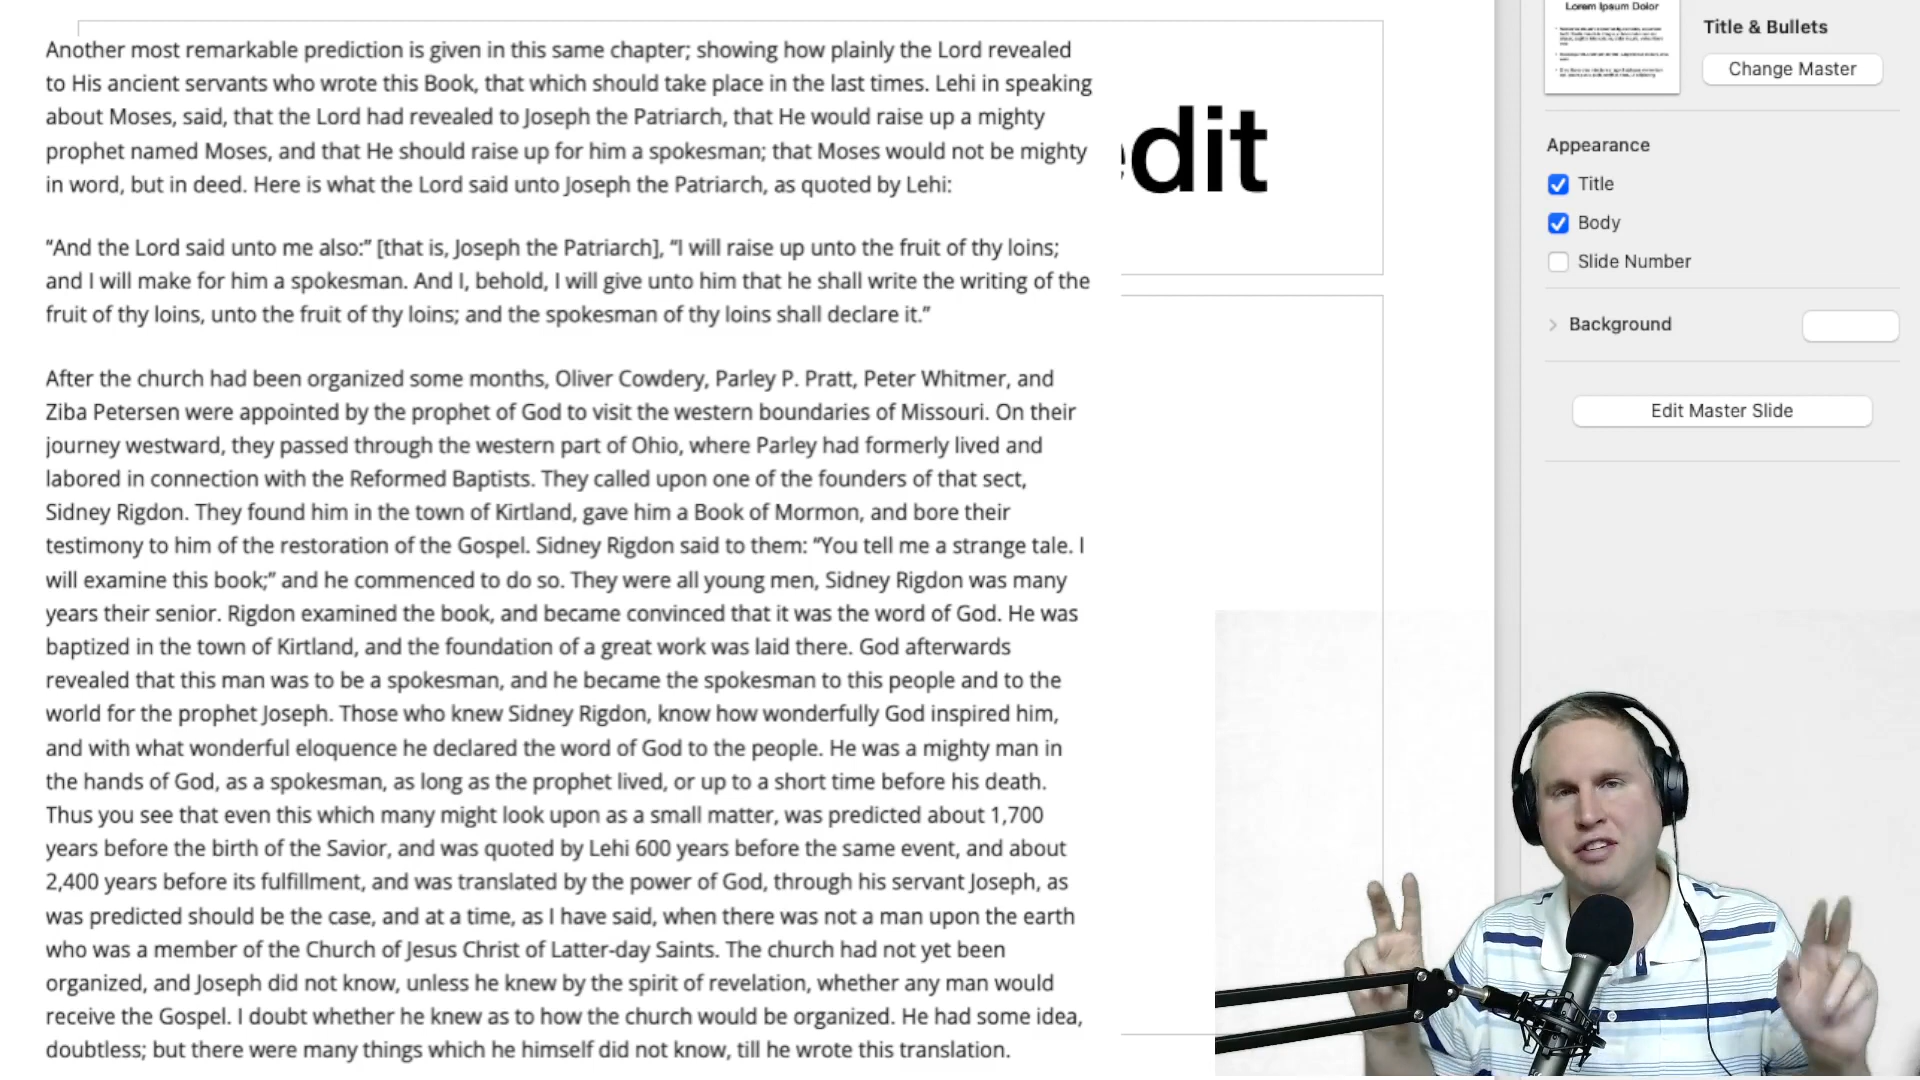 Another most remarkable prediction is given in this same chapter; showing how plainly the Lord revealed
to His ancient servants who wrote this Book, that which should take place in the last times. Lehi in speaking
about Moses, said, that the Lord had revealed to Joseph the Patriarch, that He would raise up a mighty
prophet named Moses, and that He should raise up for him a spokesman; that Moses would not be mighty
in word, but in deed. Here is what the Lord said unto Joseph the Patriarch, as quoted by Lehi:
“And the Lord said unto me also:” [that is, Joseph the Patriarch], “I will raise up unto the fruit of thy loins;
and I will make for him a spokesman. And I, behold, I will give unto him that he shall write the writing of the
fruit of thy loins, unto the fruit of thy loins; and the spokesman of thy loins shall declare it.”
After the church had been organized some months, Oliver Cowdery, Parley P. Pratt, Peter Whitmer, and
Ziba Petersen were appointed by the prophet of God to visit the western boundaries of Missouri. On their
journey westward, they passed through the western part of Ohio, where Parley had formerly lived and
labored in connection with the Reformed Baptists. They called upon one of the founders of that sect,
Sidney Rigdon. They found him in the town of Kirtland, gave him a Book of Mormon, and bore their
testimony to him of the restoration of the Gospel. Sidney Rigdon said to them: “You tell me a strange tale. I
will examine this book;” and he commenced to do so. They were all young men, Sidney Rigdon was many
years their senior. Rigdon examined the book, and became convinced that it was the word of God. He was
baptized in the town of Kirtland, and the foundation of a great work was laid there. God afterwards
revealed that this man was to be a spokesman, and he became the spokesman to this people and to the
world for the prophet Joseph. Those who knew Sidney Rigdon, know how wonderfully God inspired him,
and with what wonderful eloquence he declared the word of God to the people. He was a mighty man in
the hands of God, as a spokesman, as long as the prophet lived, or up to a short time before his death.
Thus you see that even this which many might look upon as a small matter, was predicted about 1,700
years before the birth of the Savior, and was quoted by Lehi 600 years before the same event, and about
2,400 years before its fulfillment, and was translated by the power of God, through his servant Joseph, as
was predicted should be the case, and at a time, as I have said, when there was not a man upon the earth
who was a member of the Church of Jesus Christ of Latter-day Saints. The church had not yet been
organized, and Joseph did not know, unless he knew by the spirit of revelation, whether any man would
receive the Gospel. I doubt whether he knew as to how the church would be organized. He had some idea,
doubtless; but there were many things which he himself did not know, till he wrote this translation.
dit
Lorem Ipsum Dolor
Title & Bullets
Change Master
Appearance
Title
Body
Slide Number
Background
Edit Master Slide